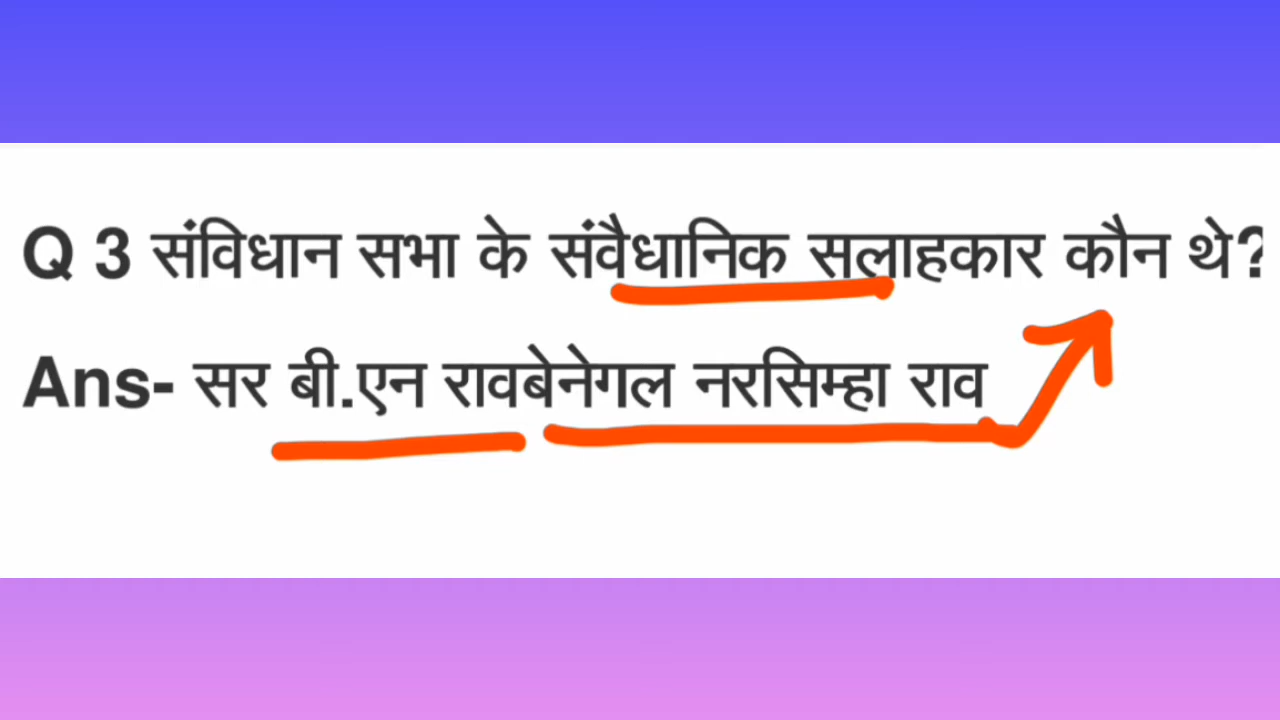 Q 3 संविधान सभा के संवैधानिक सलाहकार कौन थे?
Ans- सर बी.एन रावबेनेगल नरसिम्हा राव